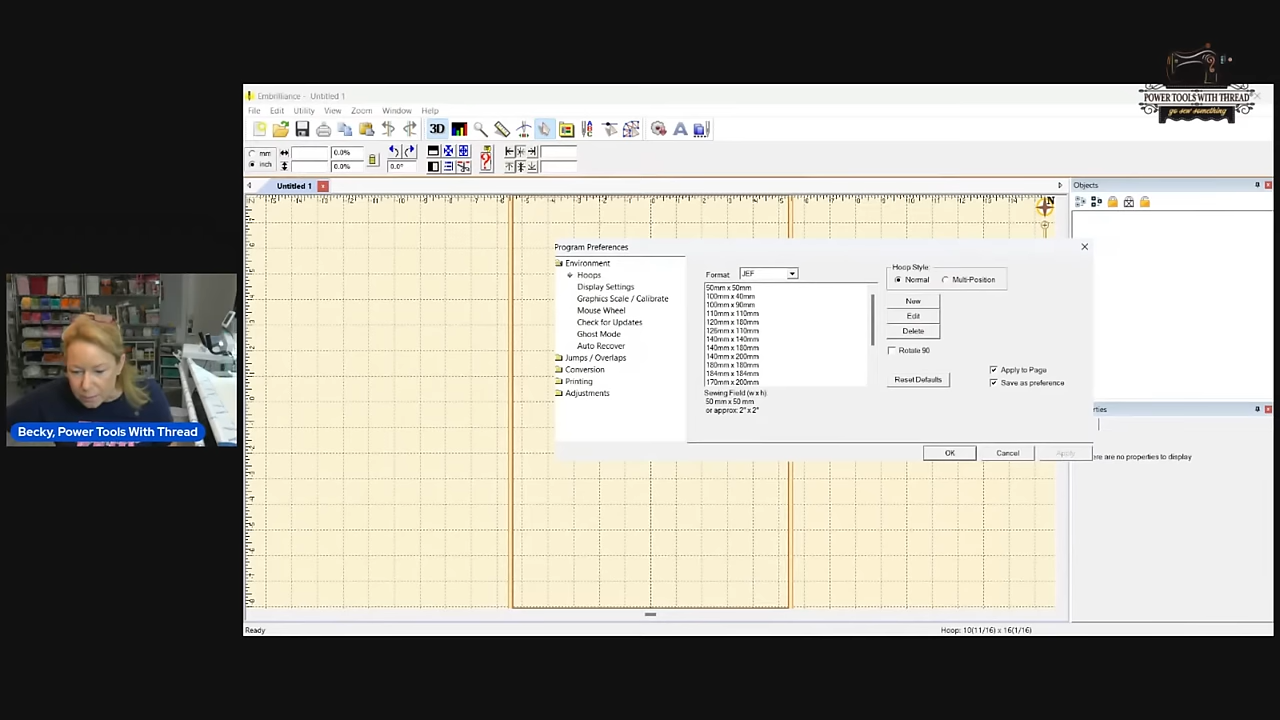 POWER TOOLS WITH THREAD
go sew something
Embrilliance - Untitled 1
File Edit Utility View Zoom Window Help
3D
mm
0.0%
inch
0.0%
0.0°
Untitled 1
Objects
N
Program Preferences
Environment
Hoops
Display Settings
Graphics Scale / Calibrate
Mouse Wheel
Check for Updates
Ghost Mode
Auto Recover
Jumps / Overlaps
Conversion
Printing
Adjustments
Format JEF
50mm x 50mm
100mm x 40mm
100mm x 90mm
110mm x 110mm
120mm x 180mm
126mm x 110mm
140mm x 140mm
140mm x 180mm
140mm x 200mm
180mm x 180mm
184mm x 184mm
170mm x 200mm
Sewing Field (w x h)
50 mm x 50 mm
or approx: 2" x 2"
Hoop Style:
Normal Multi-Position
New
Edit
Delete
Rotate 90
Reset Defaults
Apply to Page
Save as preference
OK Cancel Apply
erties
ere are no properties to display
Becky, Power Tools With Thread
Ready
Hoop: 10(11/16) x 16(1/16)